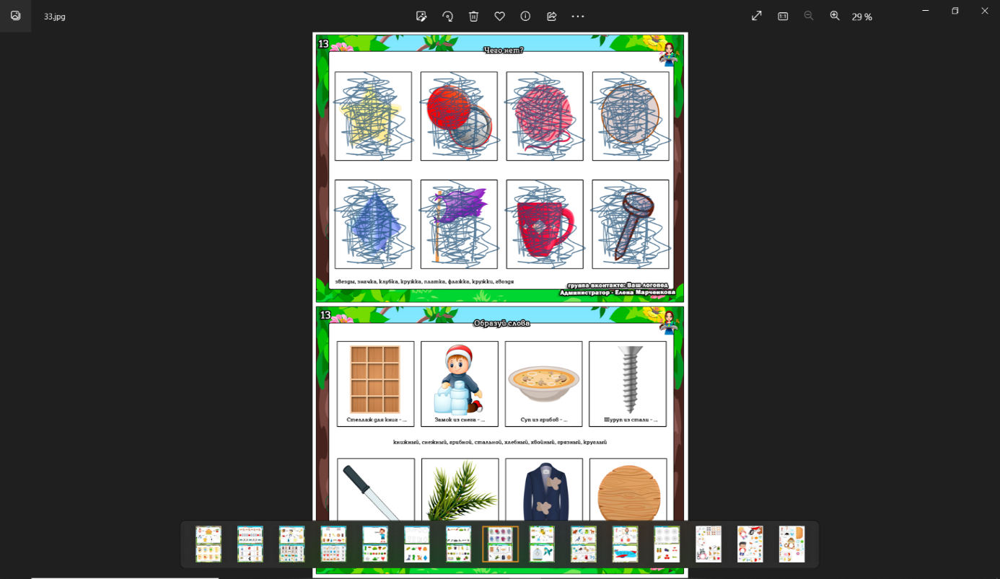 33.jpg
29 %
13
Чего нет?
звезды, значка, клубка, кружка, платка, флажка, кружки, гвоздя
группа вконтакте: Ваш логопед
Администратор - Елена Марченкова
13
Образуй слова
Стеллаж для книг - ...
Замок из снега - ...
Суп из грибов - ...
Шуруп из стали - ...
книжный, снежный, грибной, стальной, хлебный, хвойный, грязный, круглый